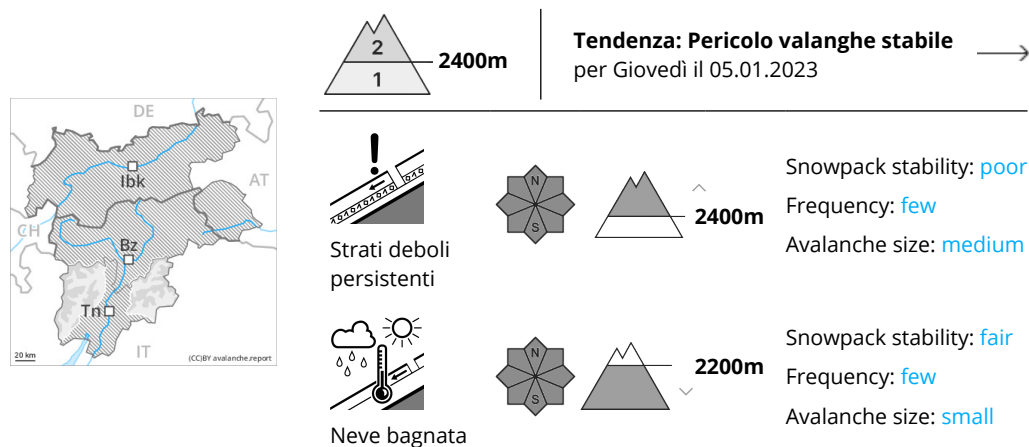 2
1
2400m
Tendenza: Pericolo valanghe stabile
per Giovedì il 05.01.2023
DE
Ibk
AT
CH
Bz
Tn
IT
20 km
(CC)BY avalanche.report
Strati deboli
persistenti
N
S
2400m
Snowpack stability: poor
Frequency: few
Avalanche size: medium
Neve bagnata
N
S
2200m
Snowpack stability: fair
Frequency: few
Avalanche size: small